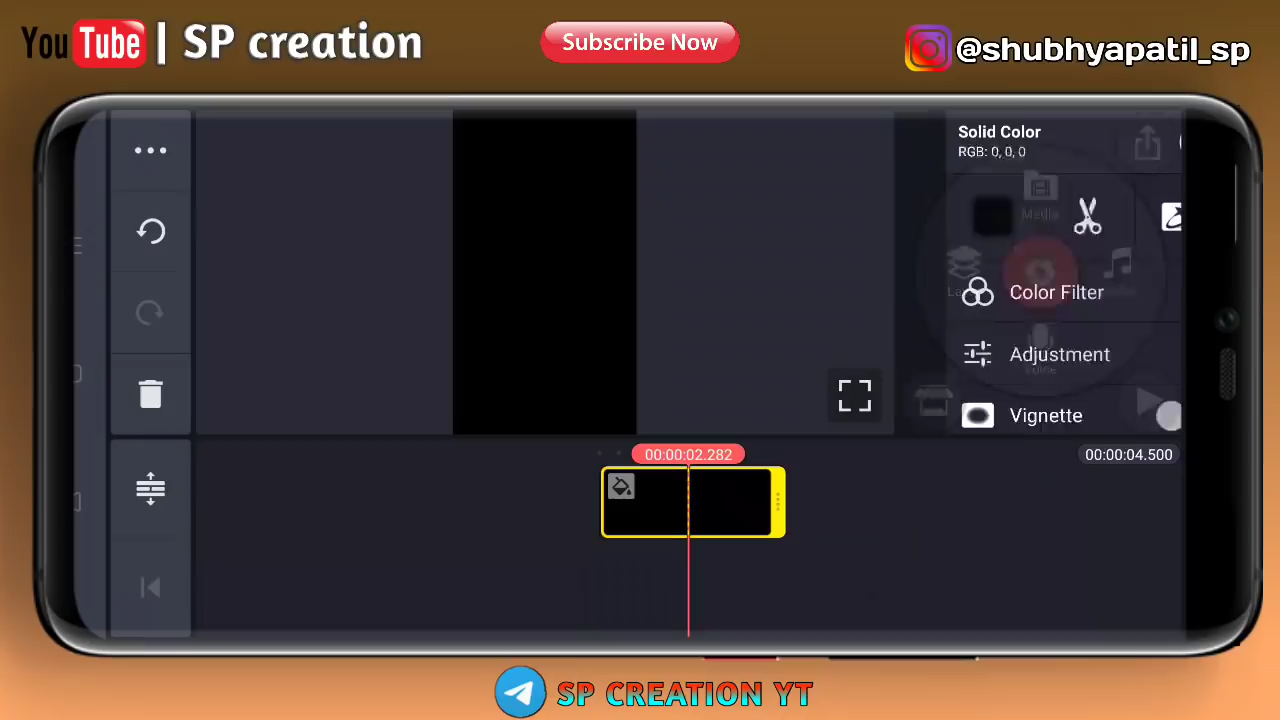 YouTube | SP creation
Subscribe Now
@shubhyapatil_sp
Solid Color
RGB: 0, 0, 0
Media
Color Filter
Adjustment
Vignette
00:00:02.282
00:00:04.500
SP CREATION YT